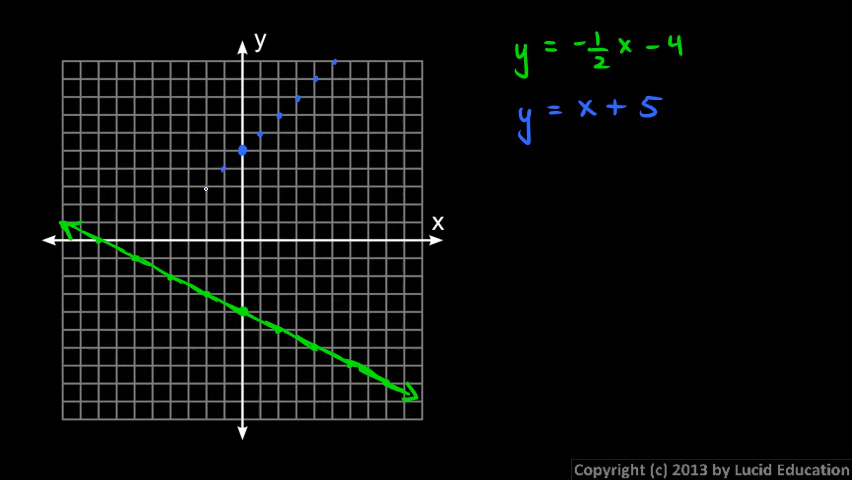 y
y = -1/2 x - 4
y = x + 5
x
Copyright (c) 2013 by Lucid Education